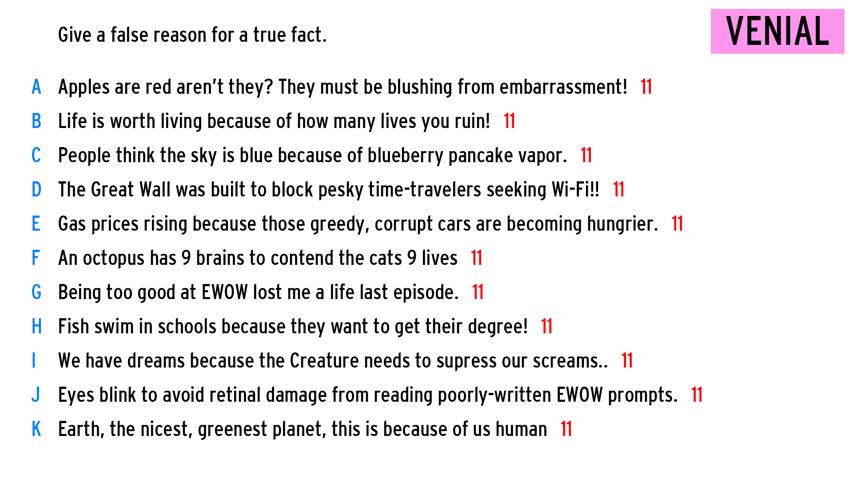 Give a false reason for a true fact.
VENIAL
A Apples are red aren't they? They must be blushing from embarrassment! 11
B Life is worth living because of how many lives you ruin! 11
C People think the sky is blue because of blueberry pancake vapor. 11
D The Great Wall was built to block pesky time-travelers seeking Wi-Fi!! 11
E Gas prices rising because those greedy, corrupt cars are becoming hungrier. 11
F An octopus has 9 brains to contend the cats 9 lives 11
G Being too good at EWOW lost me a life last episode. 11
H Fish swim in schools because they want to get their degree! 11
I We have dreams because the Creature needs to supress our screams.. 11
J Eyes blink to avoid retinal damage from reading poorly-written EWOW prompts. 11
K Earth, the nicest, greenest planet, this is because of us human 11